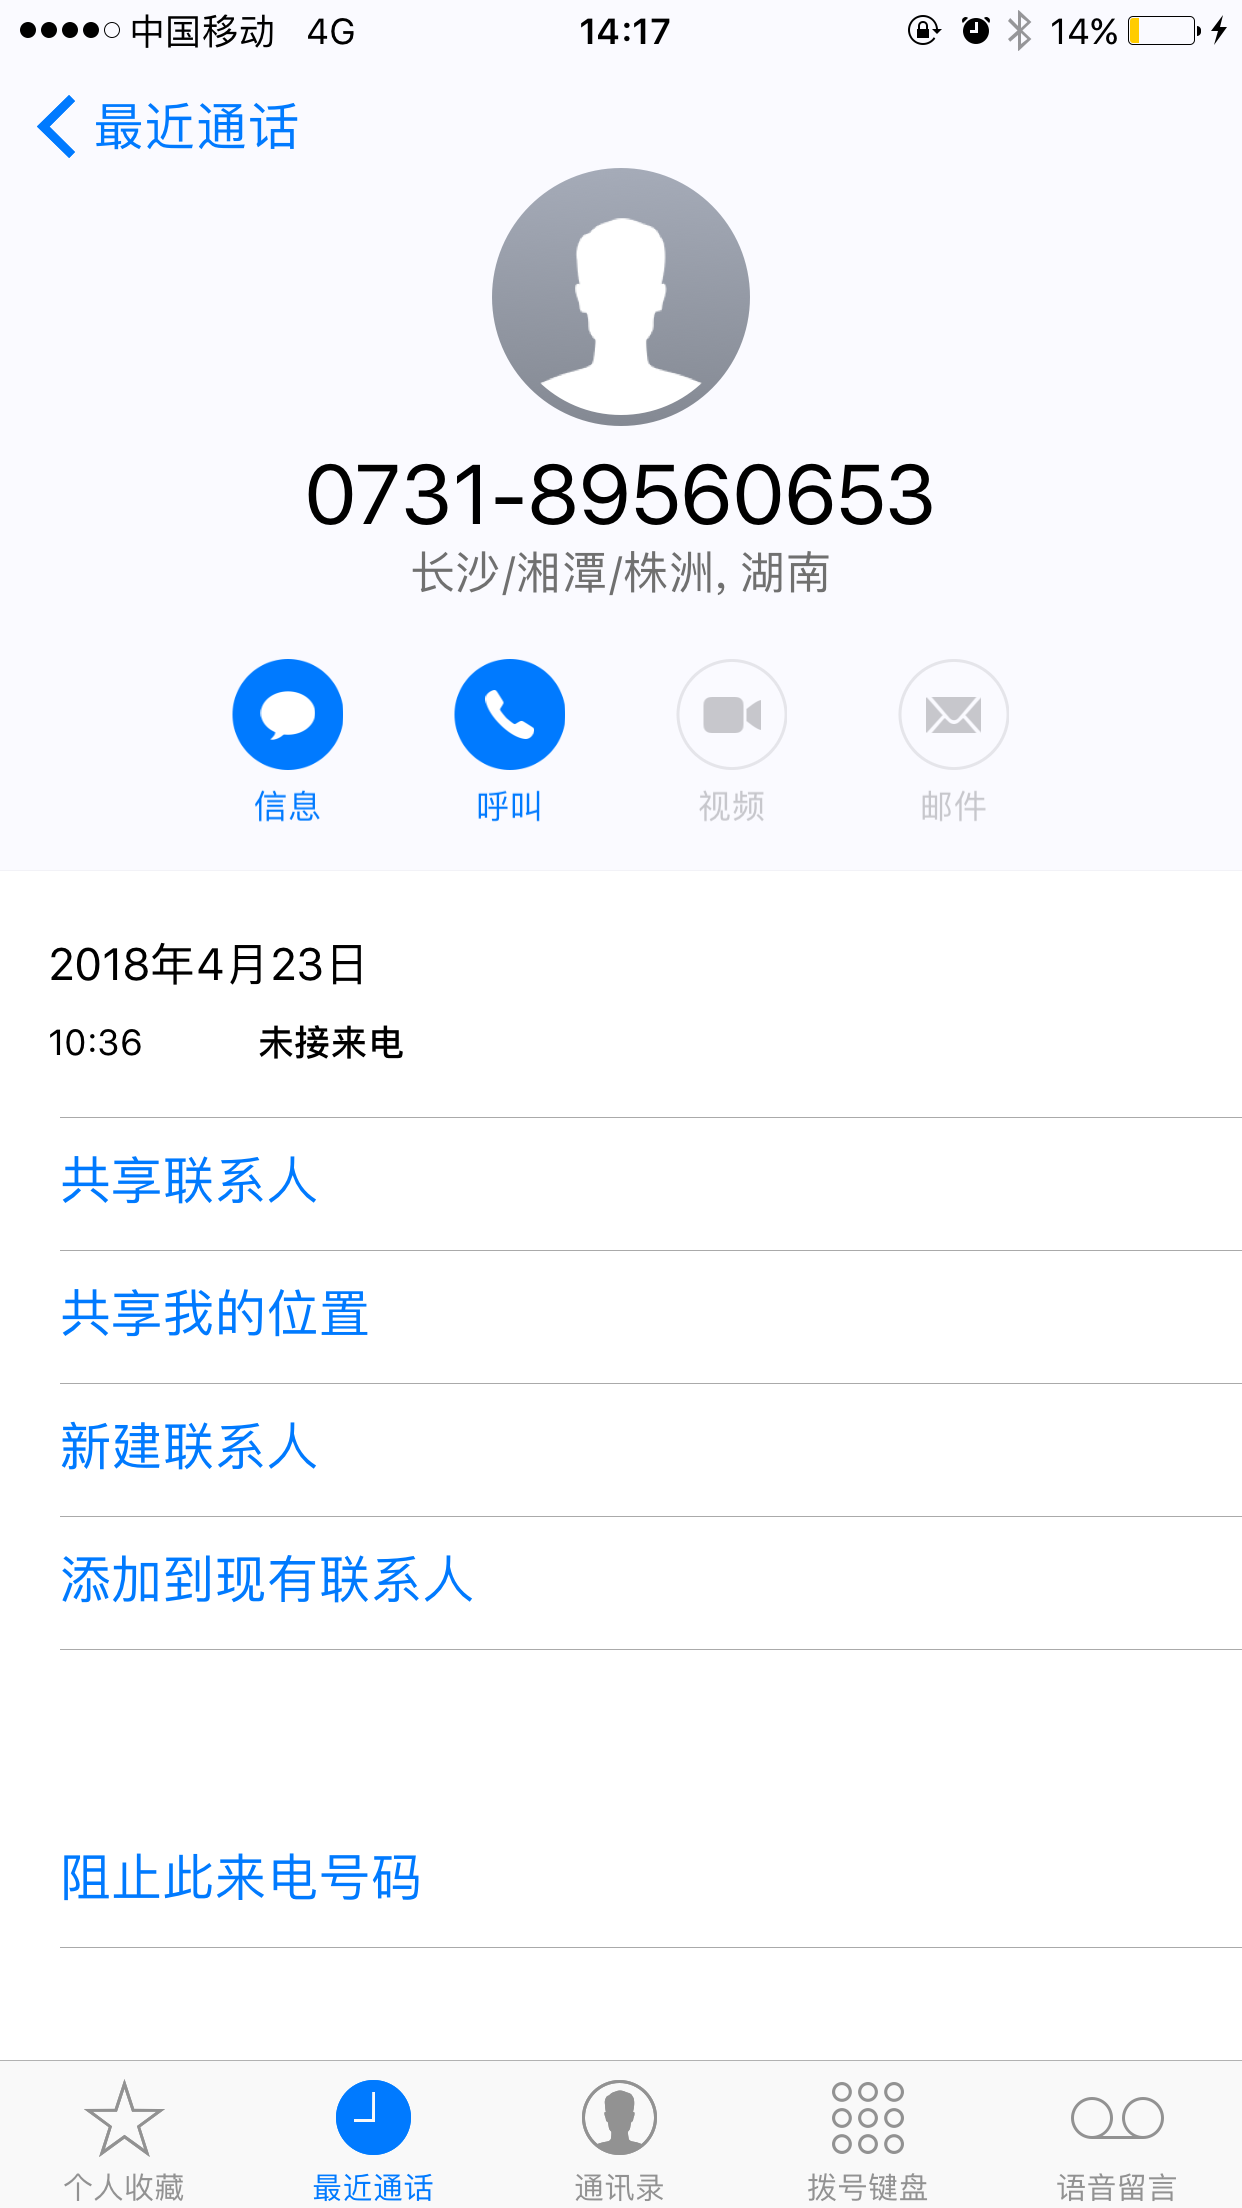 中国移动 4G 14:17 14%
最近通话
0731-89560653
长沙/湘潭/株洲, 湖南
信息 呼叫 视频 邮件
2018年4月23日
10:36 未接来电
共享联系人
共享我的位置
新建联系人
添加到现有联系人
阻止此来电号码
个人收藏 最近通话 通讯录 拨号键盘 语音留言